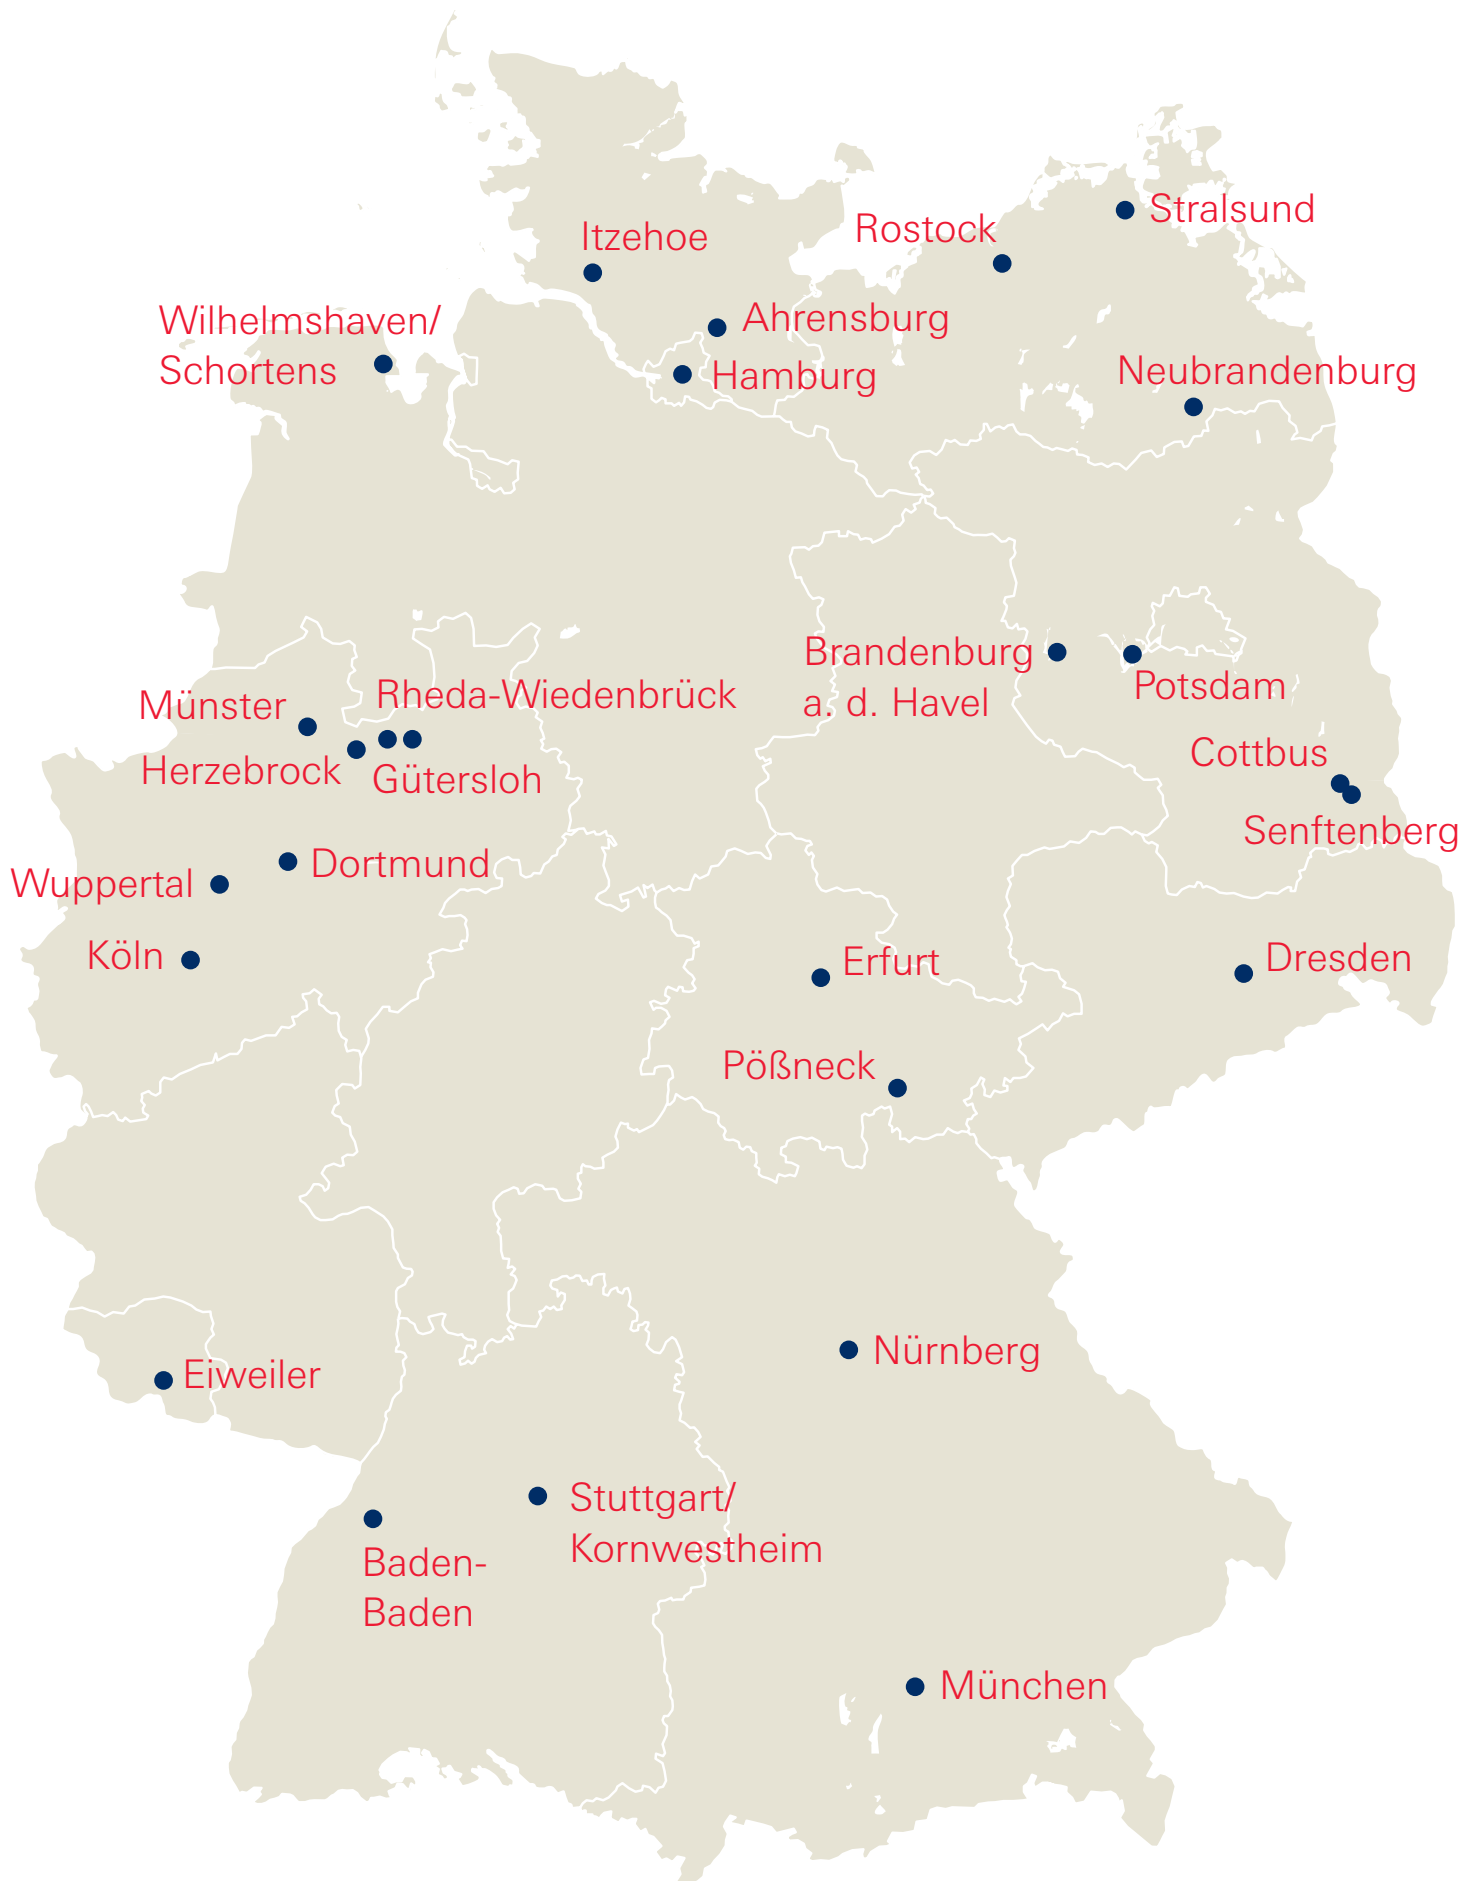 Stralsund
Rostock
Itzehoe
Wilhelmshaven/
Schortens
Ahrensburg
Hamburg
Neubrandenburg
Brandenburg
a. d. Havel
Potsdam
Münster
Rheda-Wiedenbrück
Herzebrock
Gütersloh
Cottbus
Senftenberg
Dortmund
Wuppertal
Köln
Erfurt
Dresden
Pößneck
Nürnberg
Eiweiler
Stuttgart/
Kornwestheim
Baden-
Baden
München